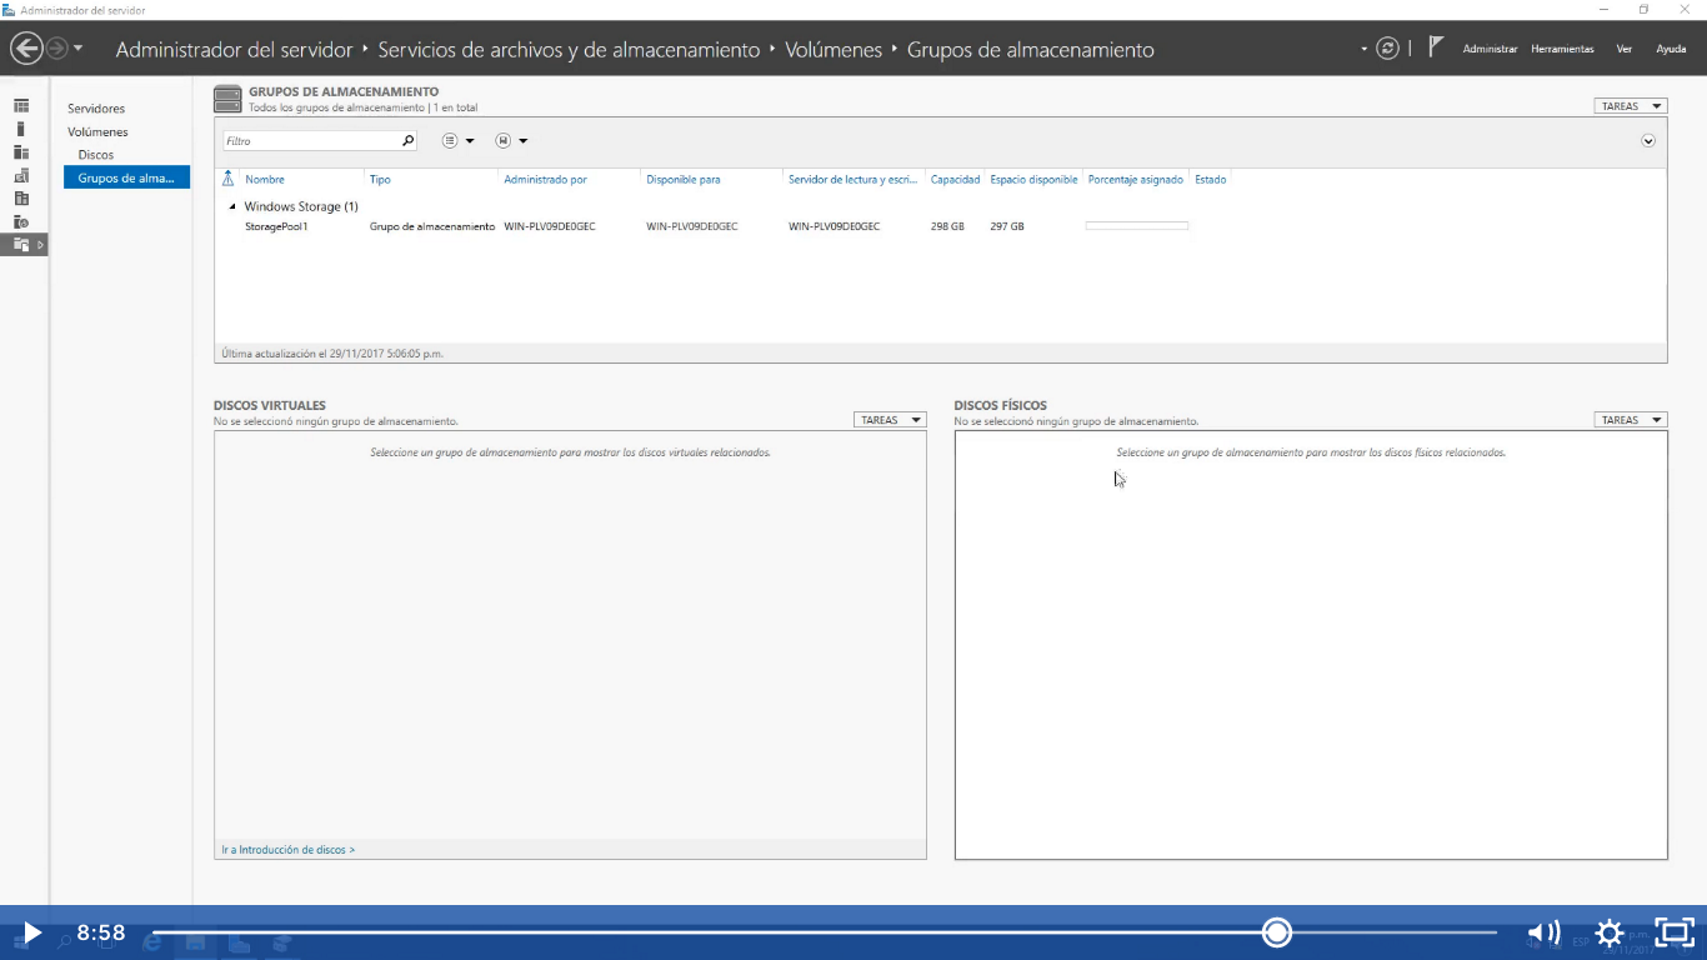 Administrador del servidor
Administrador del servidor ‣ Servicios de archivos y de almacenamiento ‣ Volúmenes ‣ Grupos de almacenamiento
Administrar Herramientas Ver Ayuda
Servidores
Volúmenes
Discos
Grupos de alma...
GRUPOS DE ALMACENAMIENTO
Todos los grupos de almacenamiento | 1 en total
TAREAS
Filtro
Nombre Tipo Administrado por Disponible para Servidor de lectura y escri... Capacidad Espacio disponible Porcentaje asignado Estado
Windows Storage (1)
StoragePool1 Grupo de almacenamiento WIN-PLV09DE0GEC WIN-PLV09DE0GEC WIN-PLV09DE0GEC 298 GB 297 GB
Última actualización el 29/11/2017 5:06:05 p.m.
DISCOS VIRTUALES
No se seleccionó ningún grupo de almacenamiento.
TAREAS
Seleccione un grupo de almacenamiento para mostrar los discos virtuales relacionados.
Ir a Introducción de discos >
DISCOS FÍSICOS
No se seleccionó ningún grupo de almacenamiento.
TAREAS
Seleccione un grupo de almacenamiento para mostrar los discos físicos relacionados.
8:58
ESP